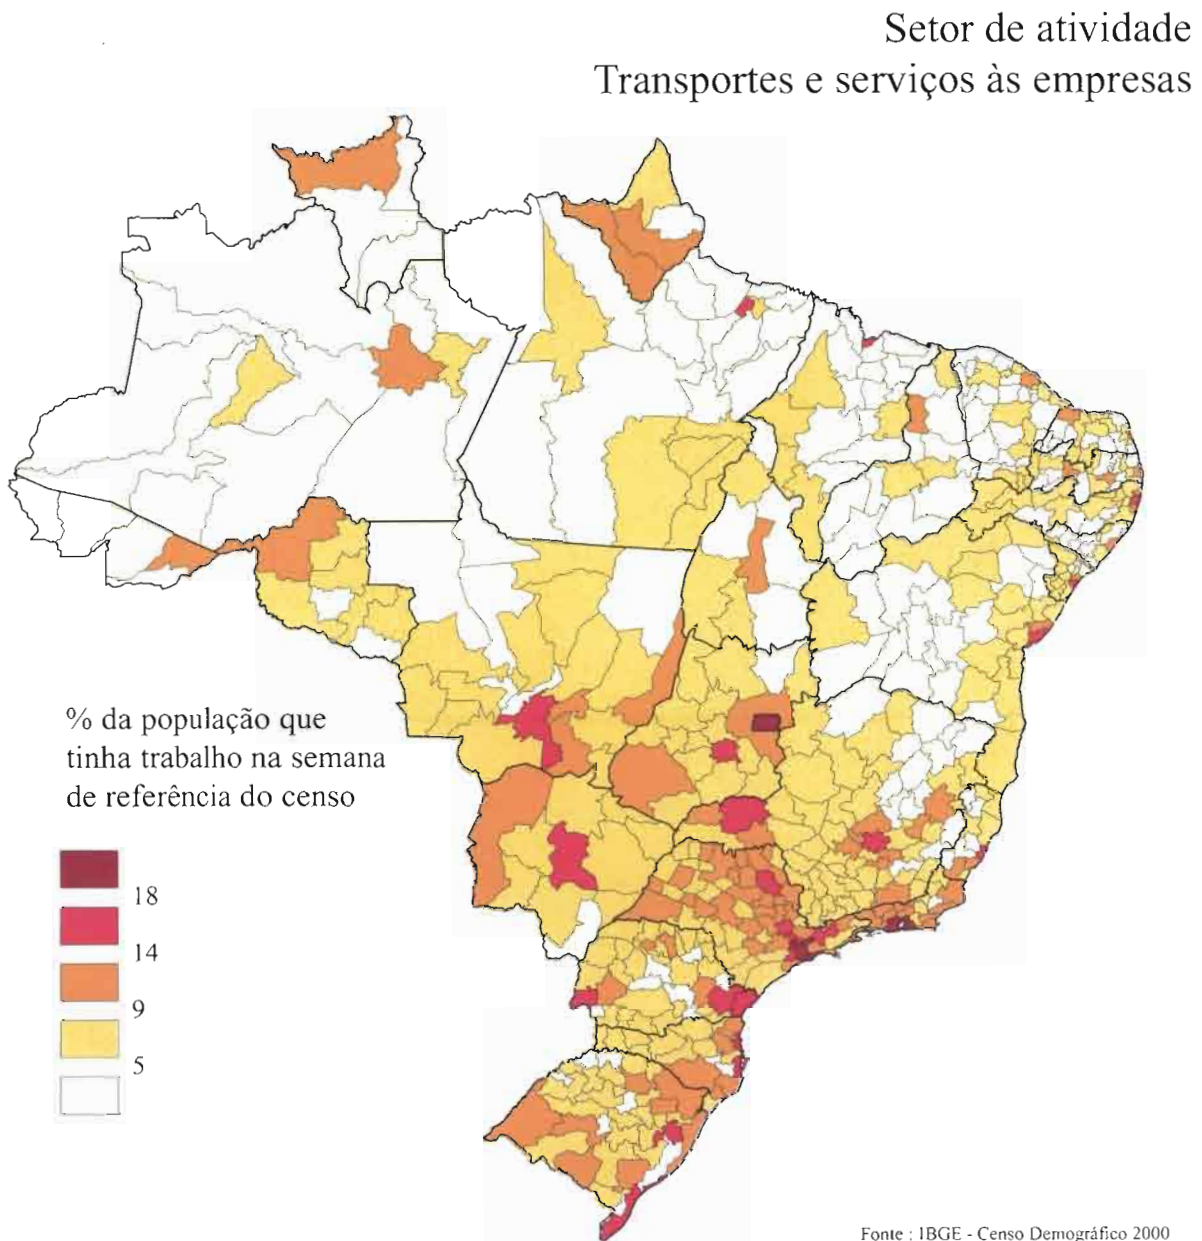 Setor de atividade
Transportes e serviços às empresas
% da população que
tinha trabalho na semana
de referência do censo
18
14
9
5
Fonte : IBGE - Censo Demográfico 2000